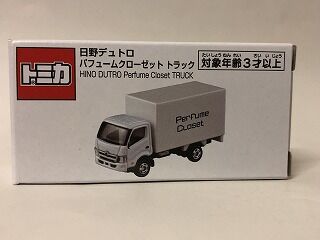 トミカ
日野デュトロ
パフュームクローゼット トラック
HINO DUTRO Perfume Closet TRUCK
たいしょうねんれい さい いじょう
対象年齢3才以上
Perfume
Closet